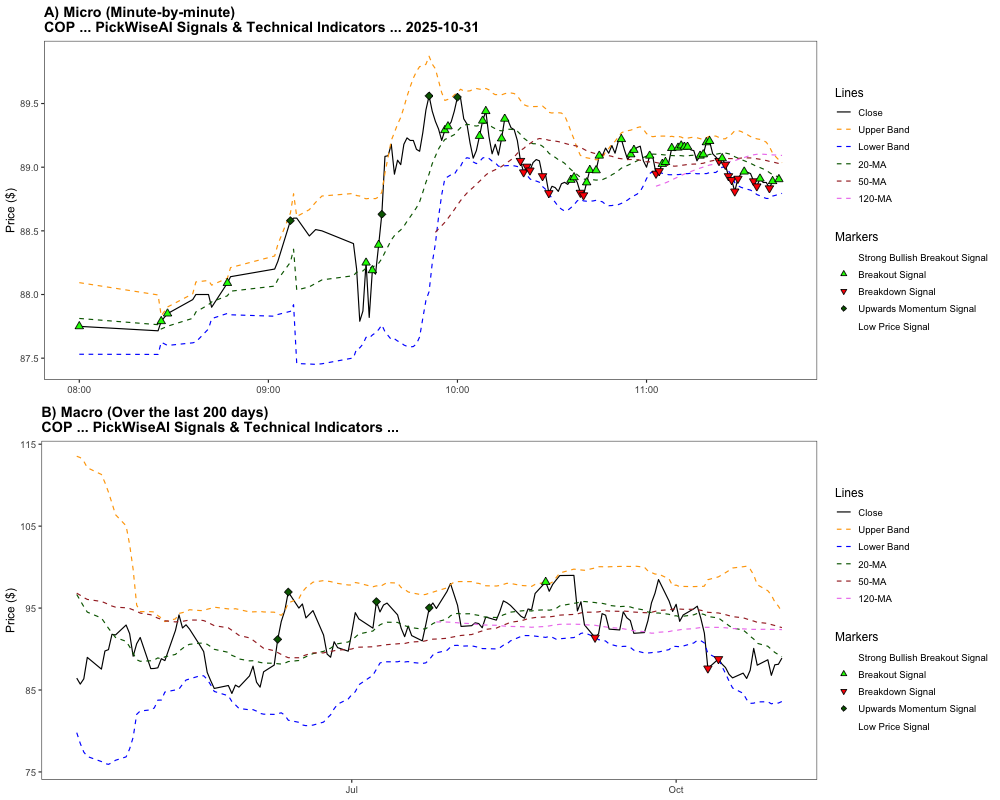 A) Micro (Minute-by-minute)
COP ... PickWiseAI Signals & Technical Indicators ... 2025-10-31
Price ($)
89.5
89.0
88.5
88.0
87.5
08:00
09:00
10:00
11:00
Lines
Close
Upper Band
Lower Band
20-MA
50-MA
120-MA
Markers
Strong Bullish Breakout Signal
Breakout Signal
Breakdown Signal
Upwards Momentum Signal
Low Price Signal
B) Macro (Over the last 200 days)
COP ... PickWiseAI Signals & Technical Indicators ...
Price ($)
115
105
95
85
75
Jul
Oct
Lines
Close
Upper Band
Lower Band
20-MA
50-MA
120-MA
Markers
Strong Bullish Breakout Signal
Breakout Signal
Breakdown Signal
Upwards Momentum Signal
Low Price Signal